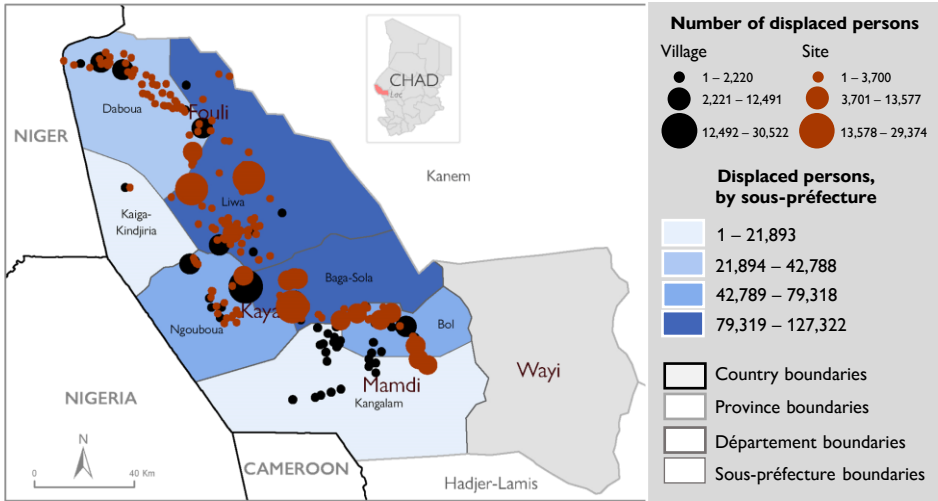 Number of displaced persons
Village
Site
1 – 2,220
1 – 3,700
2,221 – 12,491
3,701 – 13,577
12,492 – 30,522
13,578 – 29,374
Displaced persons,
by sous-préfecture
1 – 21,893
21,894 – 42,788
42,789 – 79,318
79,319 – 127,322
Country boundaries
Province boundaries
Département boundaries
Sous-préfecture boundaries
CHAD
Lac
Daboua
Fouli
NIGER
Kanem
Liwa
Kaiga-
Kindjiria
Baga-Sola
Kaya
Ngouboua
Bol
Wayi
Mamdi
Kangalam
NIGERIA
N
0
40 Km
CAMEROON
Hadjer-Lamis